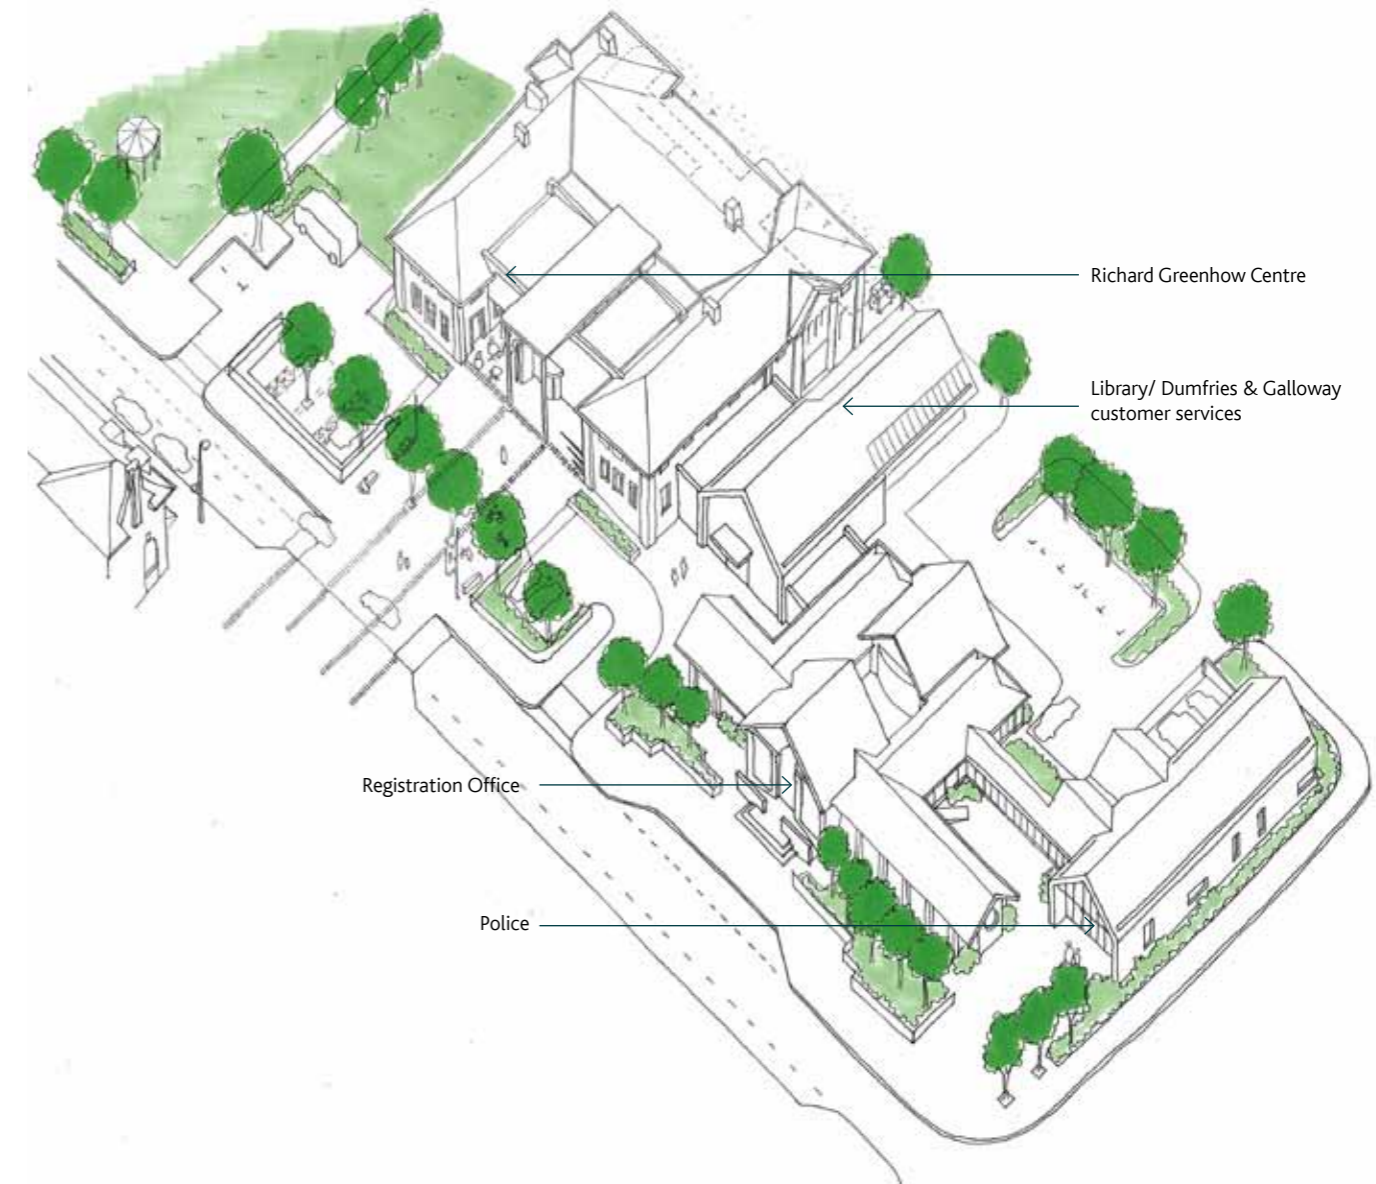 Richard Greenhow Centre
Library/ Dumfries & Galloway
customer services
Registration Office
Police